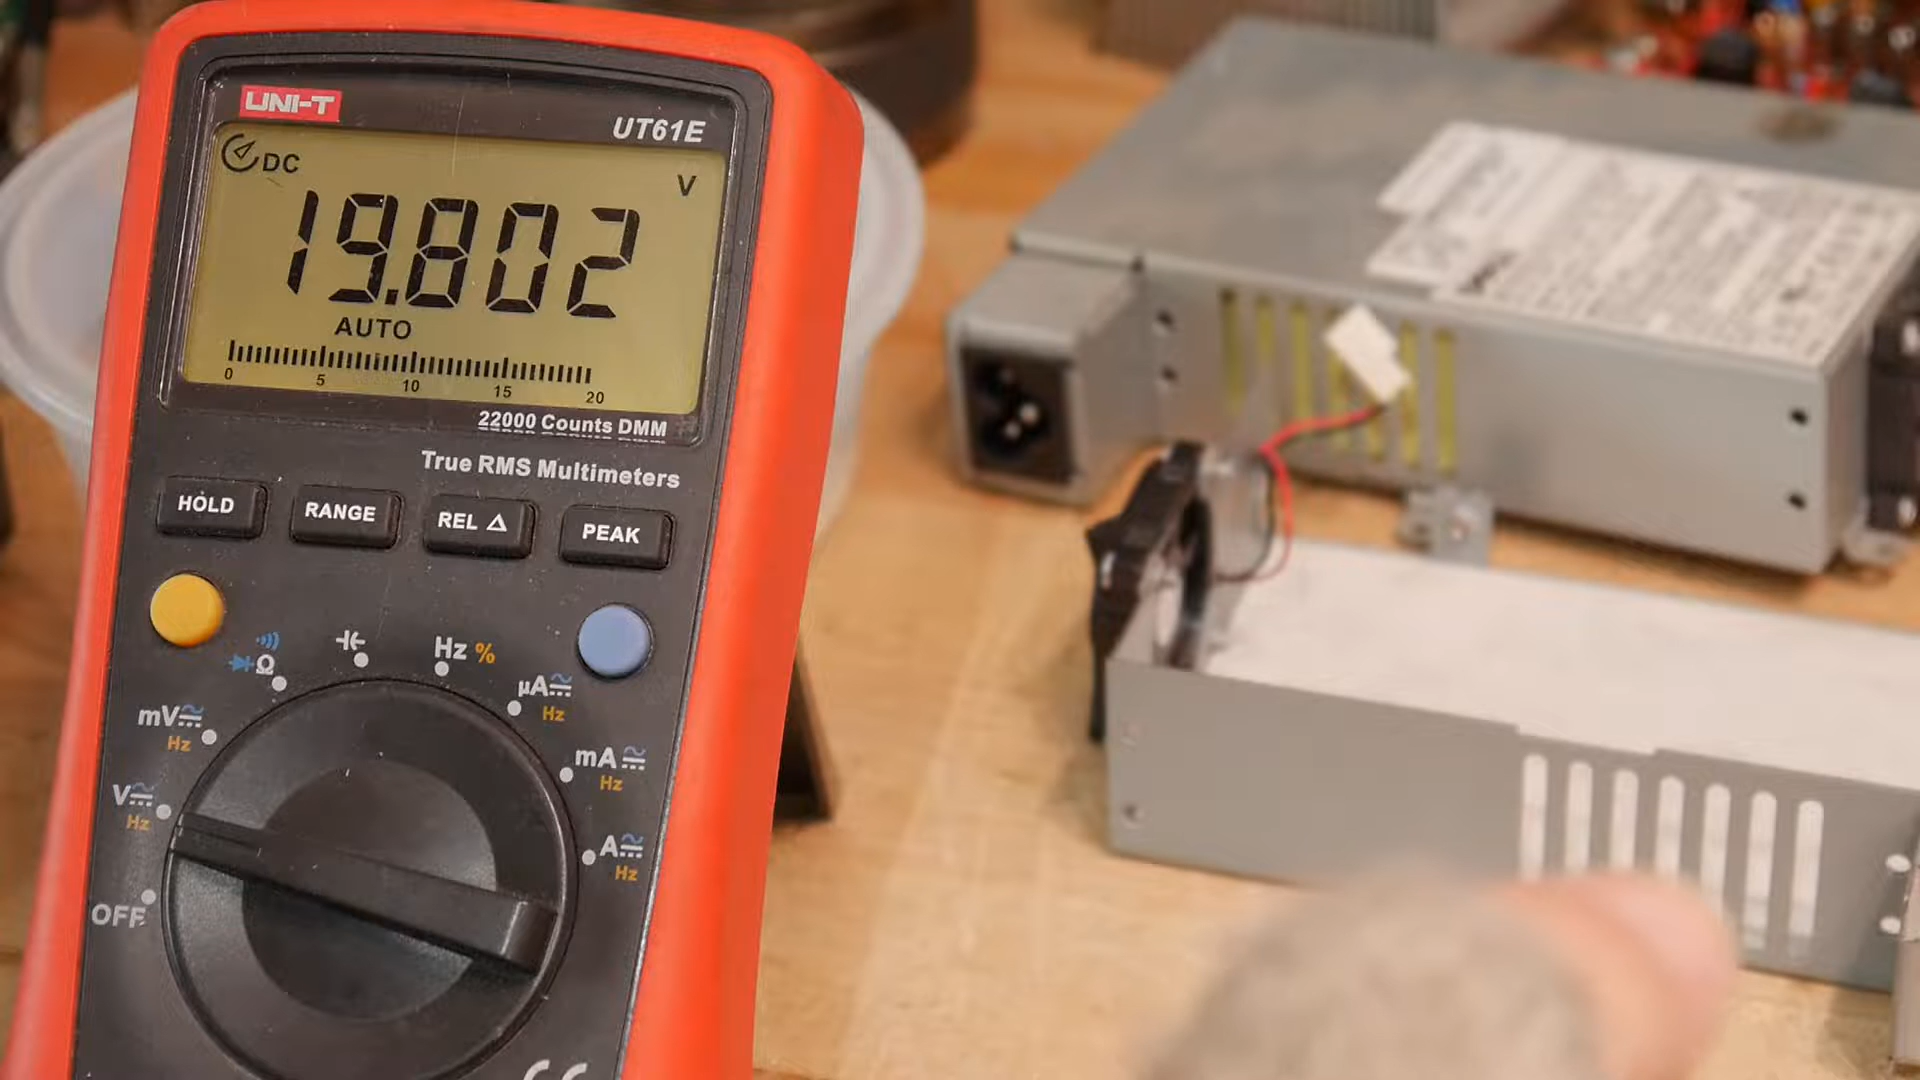 UNI-T
UT61E
DC
V
19.802
AUTO
0 5 10 15 20
22000 Counts DMM
True RMS Multimeters
HOLD RANGE REL Δ PEAK
Hz %
Ω
µA
Hz
mV
Hz
mA
Hz
V
Hz
A
Hz
OFF
CE